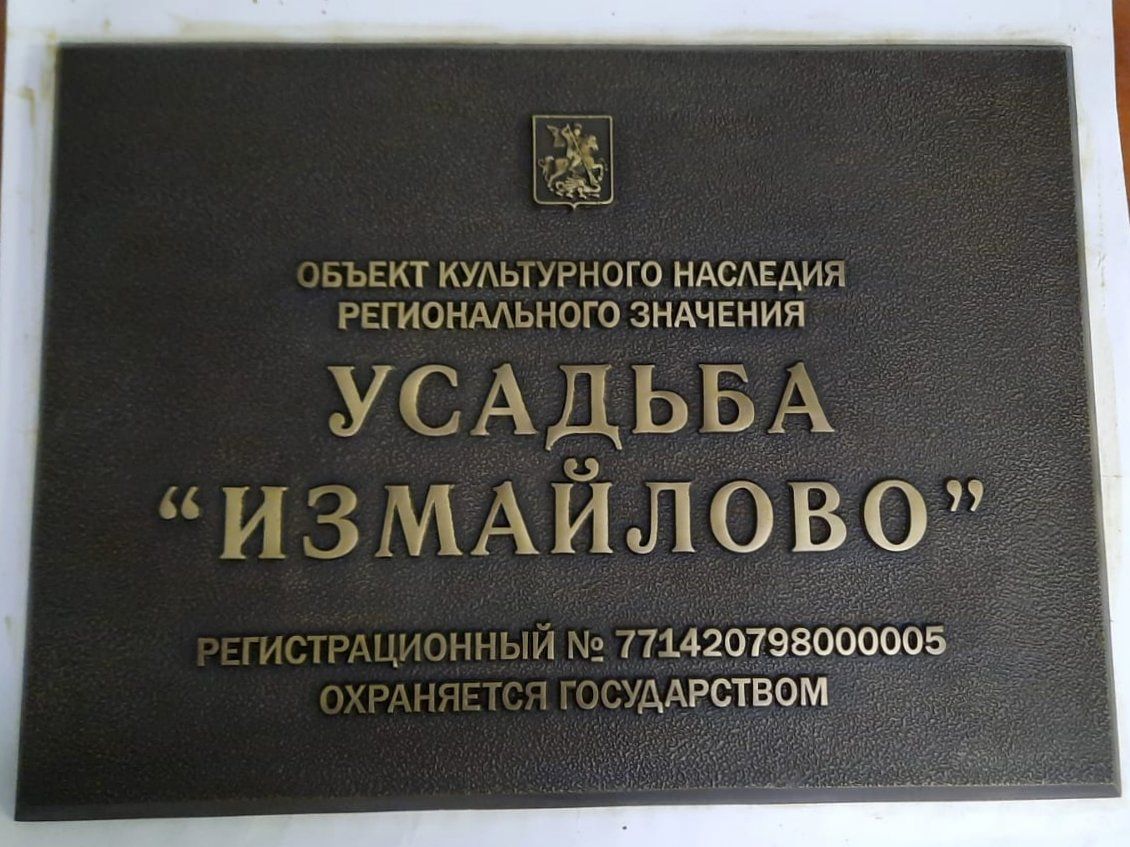 ОБЪЕКТ КУЛЬТУРНОГО НАСЛЕДИЯ
РЕГИОНАЛЬНОГО ЗНАЧЕНИЯ
УСАДЬБА
“ИЗМАЙЛОВО”
РЕГИСТРАЦИОННЫЙ № 771420798000005
ОХРАНЯЕТСЯ ГОСУДАРСТВОМ